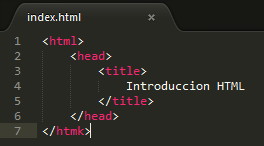 index.html ×
1 <html>
2     <head>
3         <title>
4             Introduccion HTML
5         </title>
6     </head>
7 </htmk>